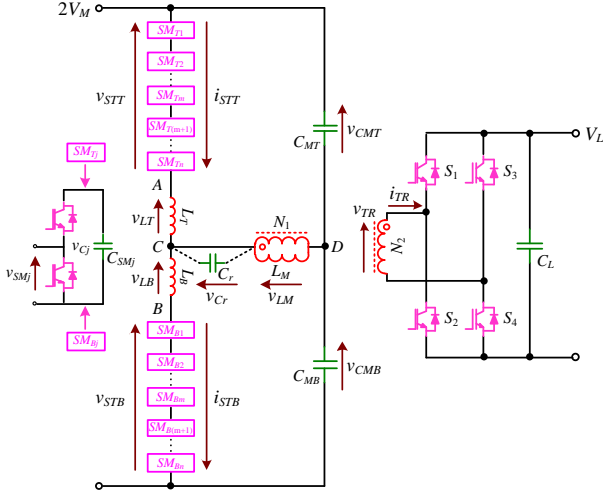 2V_M
SM_T1
SM_T2
SM_Tm
SM_T(m+1)
SM_Tn
v_STT
i_STT
C_MT
v_CMT
A
L_T
v_LT
SM_Tj
v_Cj
C_SMj
v_SMj
SM_Bj
C
N_1
D
L_M
C_r
v_Cr
v_LM
L_B
v_LB
B
SM_B1
SM_B2
SM_Bm
SM_B(m+1)
SM_Bn
v_STB
i_STB
C_MB
v_CMB
V_L
S_1
S_3
i_TR
v_TR
N_2
C_L
S_2
S_4